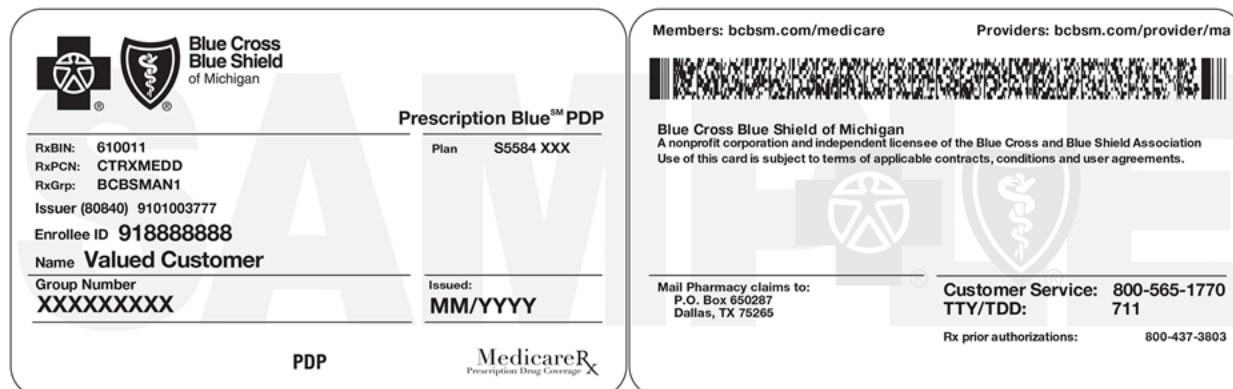 Blue Cross
Blue Shield
of Michigan
Prescription Blue℠ PDP
RxBIN: 610011
RxPCN: CTRXMEDD
RxGrp: BCBSMAN1
Issuer (80840) 9101003777
Enrollee ID 918888888
Name Valued Customer
Plan S5584 XXX
Group Number
XXXXXXXXX
Issued:
MM/YYYY
PDP
MedicareRx
Prescription Drug Coverage
Members: bcbsm.com/medicare Providers: bcbsm.com/provider/ma
Blue Cross Blue Shield of Michigan
A nonprofit corporation and independent licensee of the Blue Cross and Blue Shield Association
Use of this card is subject to terms of applicable contracts, conditions and user agreements.
Mail Pharmacy claims to:
P.O. Box 650287
Dallas, TX 75265
Customer Service: 800-565-1770
TTY/TDD: 711
Rx prior authorizations: 800-437-3803
SAMPLE